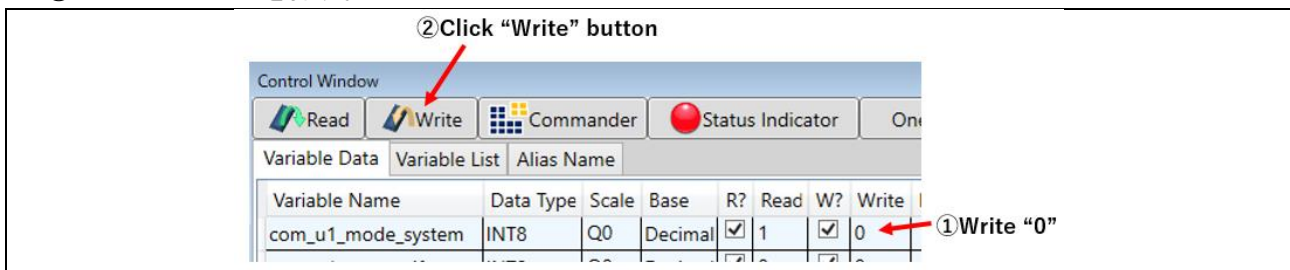 ②Click “Write” button
Control Window
Read Write Commander Status Indicator
Variable Data Variable List Alias Name
Variable Name Data Type Scale Base R? Read W? Write
com_u1_mode_system INT8 Q0 Decimal 1 0
①Write “0”